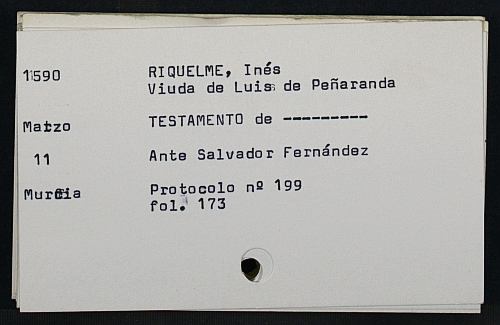 1590 RIQUELME, Inés
Viuda de Luis de Peñaranda
Marzo TESTAMENTO de ---------
11 Ante Salvador Fernández
Murcia Protocolo nº 199
fol. 173